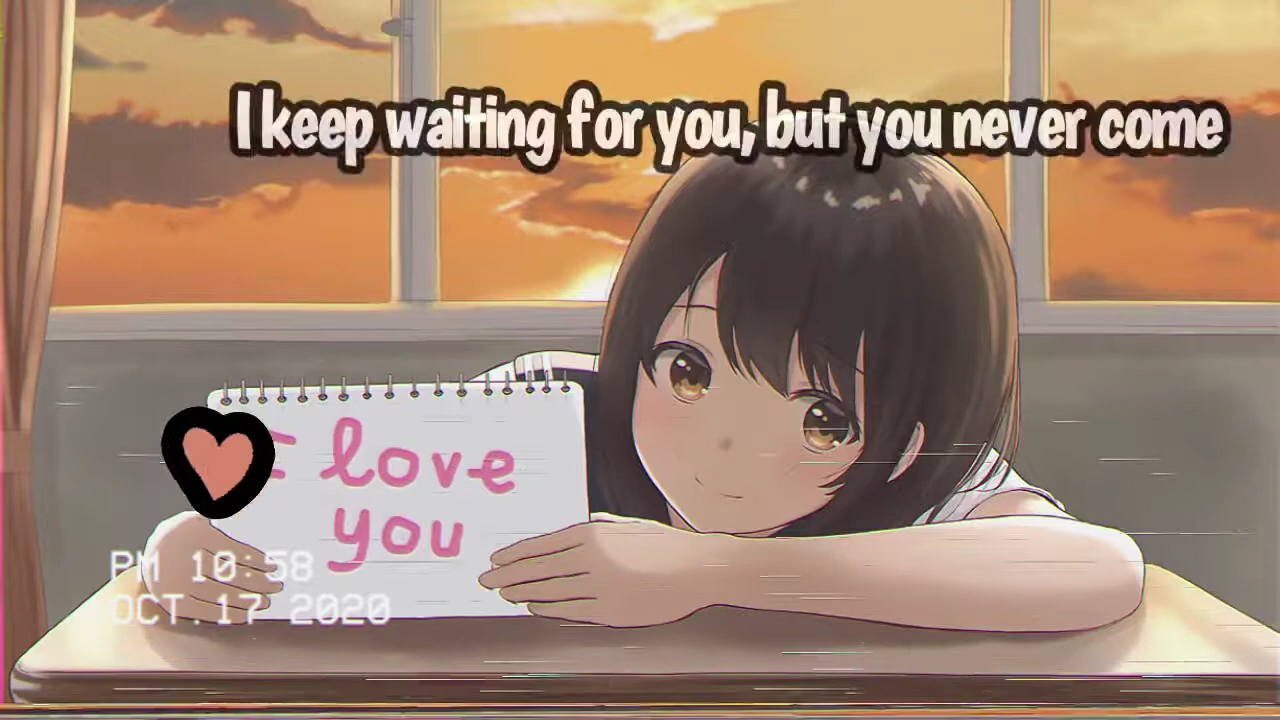 I keep waiting for you, but you never come
I love
you
PM 10:58
OCT.17 2020